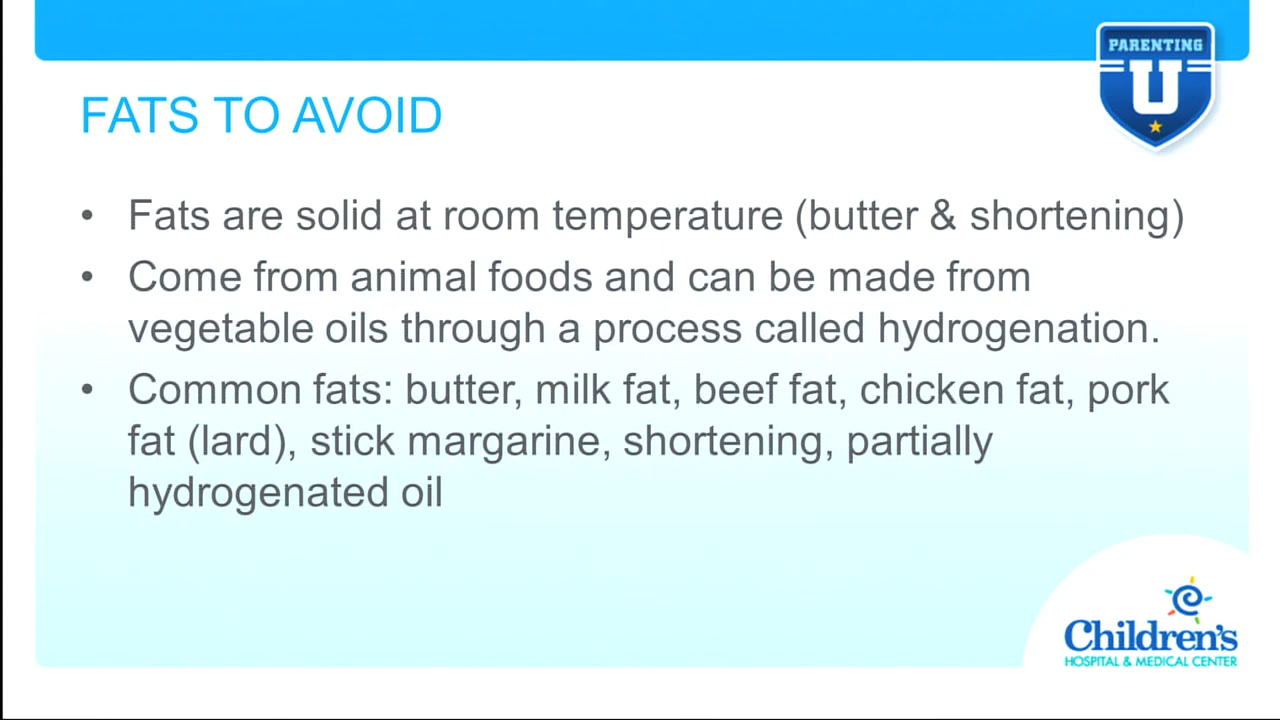 PARENTING
U
FATS TO AVOID
• Fats are solid at room temperature (butter & shortening)
• Come from animal foods and can be made from
vegetable oils through a process called hydrogenation.
• Common fats: butter, milk fat, beef fat, chicken fat, pork
fat (lard), stick margarine, shortening, partially
hydrogenated oil
Children's
HOSPITAL & MEDICAL CENTER